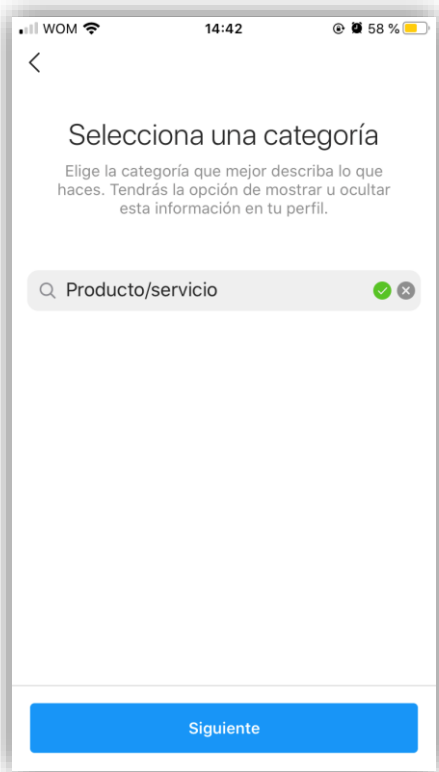 WOM 14:42 58 %
Selecciona una categoría
Elige la categoría que mejor describa lo que
haces. Tendrás la opción de mostrar u ocultar
esta información en tu perfil.
Producto/servicio
Siguiente